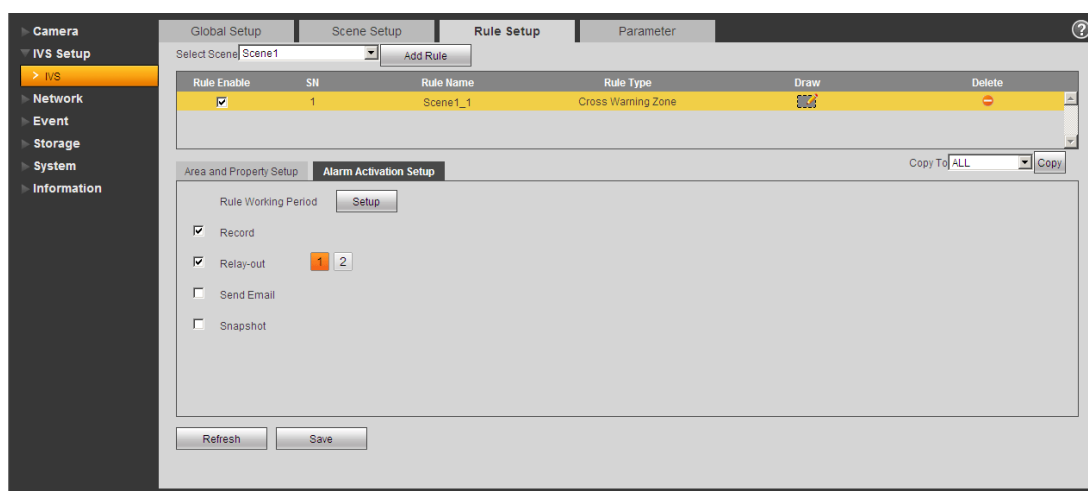 Camera
IVS Setup
IVS
Network
Event
Storage
System
Information
Global Setup Scene Setup Rule Setup Parameter
Select Scene Scene1 Add Rule
Rule Enable SN Rule Name Rule Type Draw Delete
1 Scene1_1 Cross Warning Zone
Area and Property Setup Alarm Activation Setup Copy To ALL Copy
Rule Working Period Setup
Record
Relay-out 1 2
Send Email
Snapshot
Refresh Save